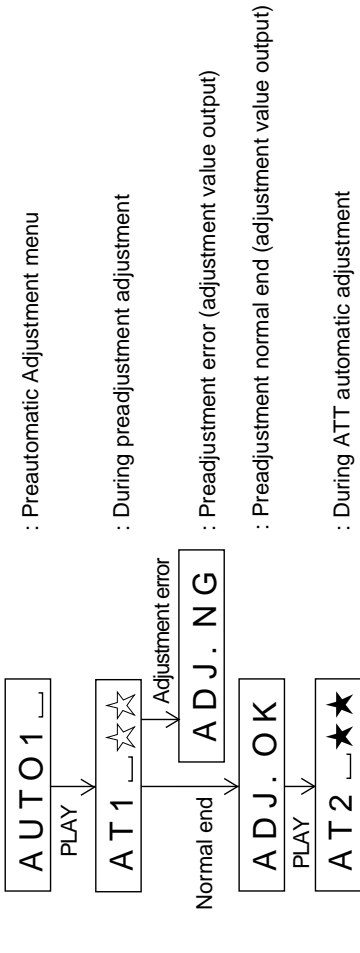 AUTO1⎵ : Preautomatic Adjustment menu
PLAY
AT1⎵☆☆ : During preadjustment adjustment
Adjustment error
ADJ. NG : Preadjustment error (adjustment value output)
Normal end
ADJ. OK : Preadjustment normal end (adjustment value output)
PLAY
AT2⎵★★ : During ATT automatic adjustment